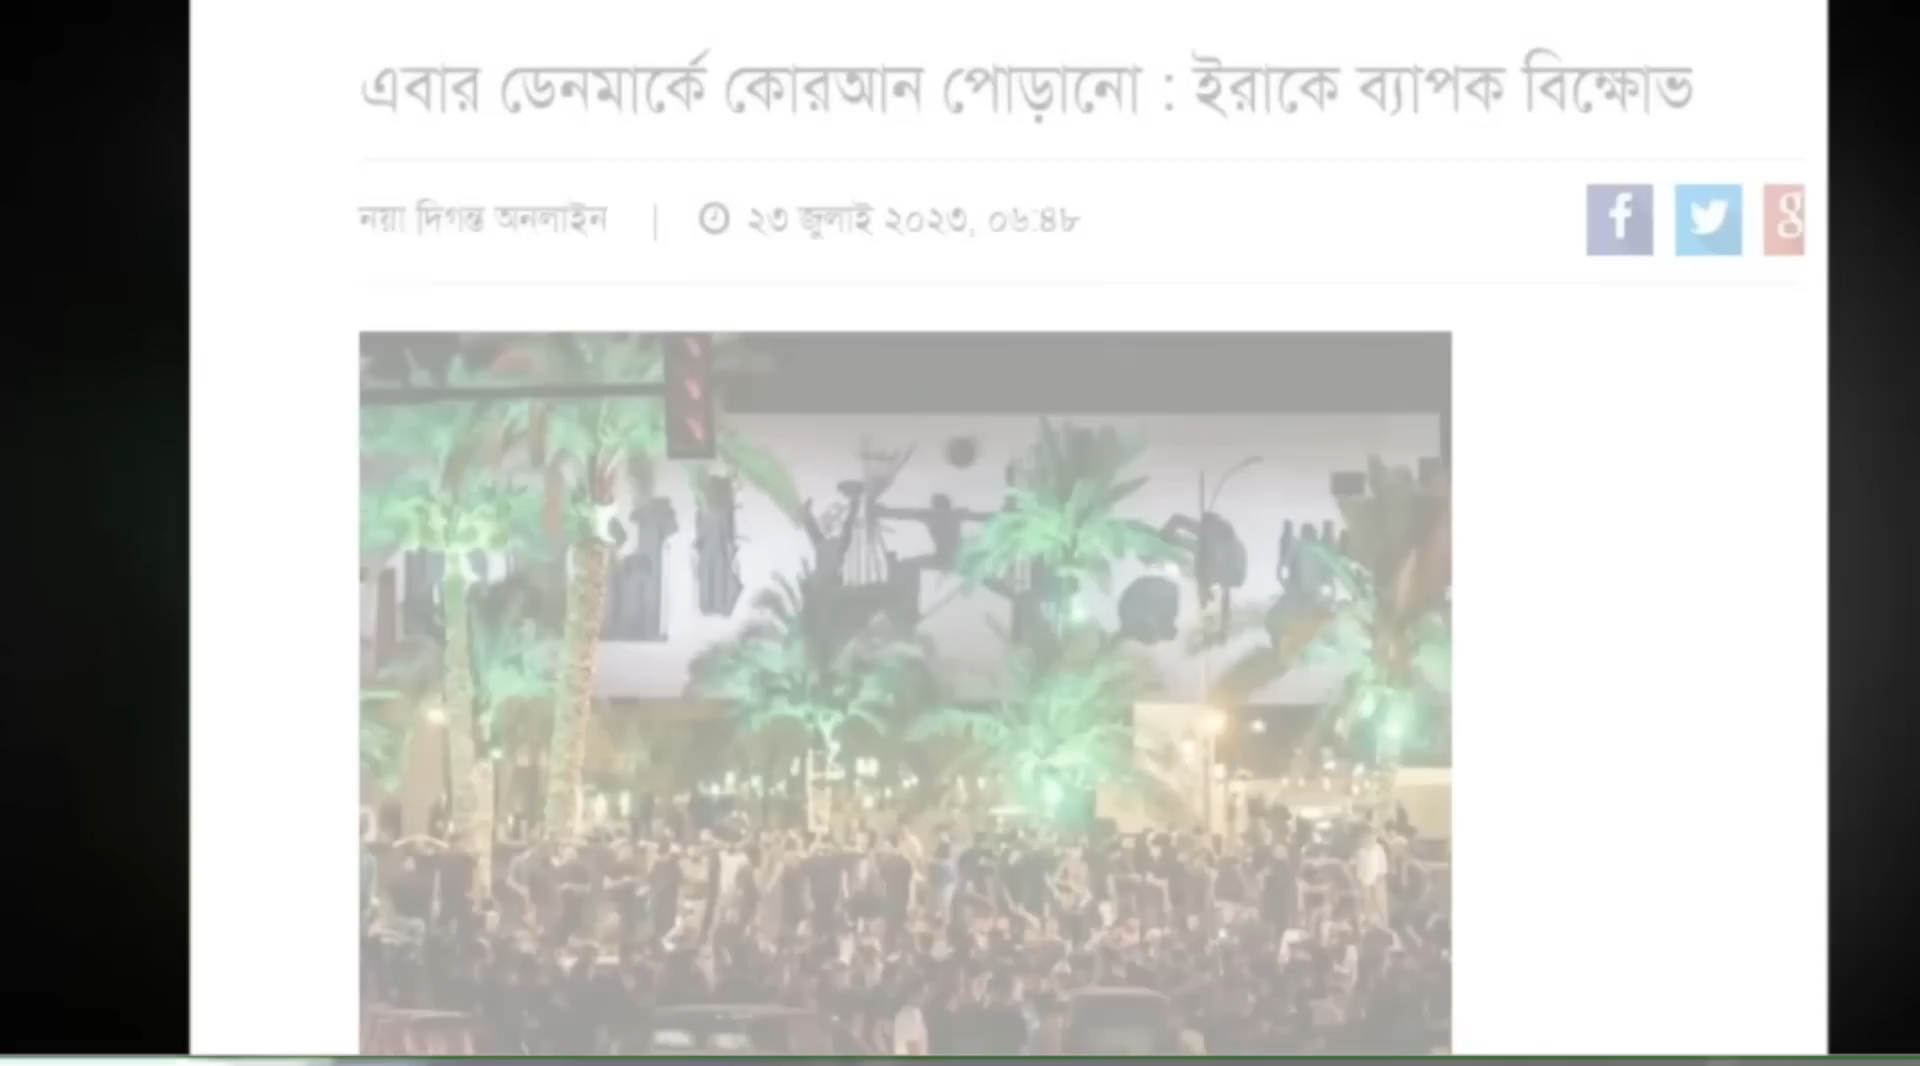 এবার ডেনমার্কে কোরআন পোড়ানো : ইরাকে ব্যাপক বিক্ষোভ
নয়া দিগন্ত অনলাইন | ২৩ জুলাই ২০২৩, ০৬:৪৮